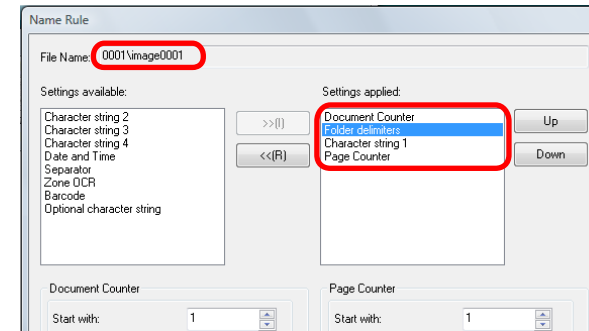 Name Rule
File Name: 0001\image0001
Settings available:
Settings applied:
Character string 2
Character string 3
Character string 4
Date and Time
Separator
Zone OCR
Barcode
Optional character string
>>(I)
<<(R)
Document Counter
Folder delimiters
Character string 1
Page Counter
Up
Down
Document Counter
Start with: 1
Page Counter
Start with: 1